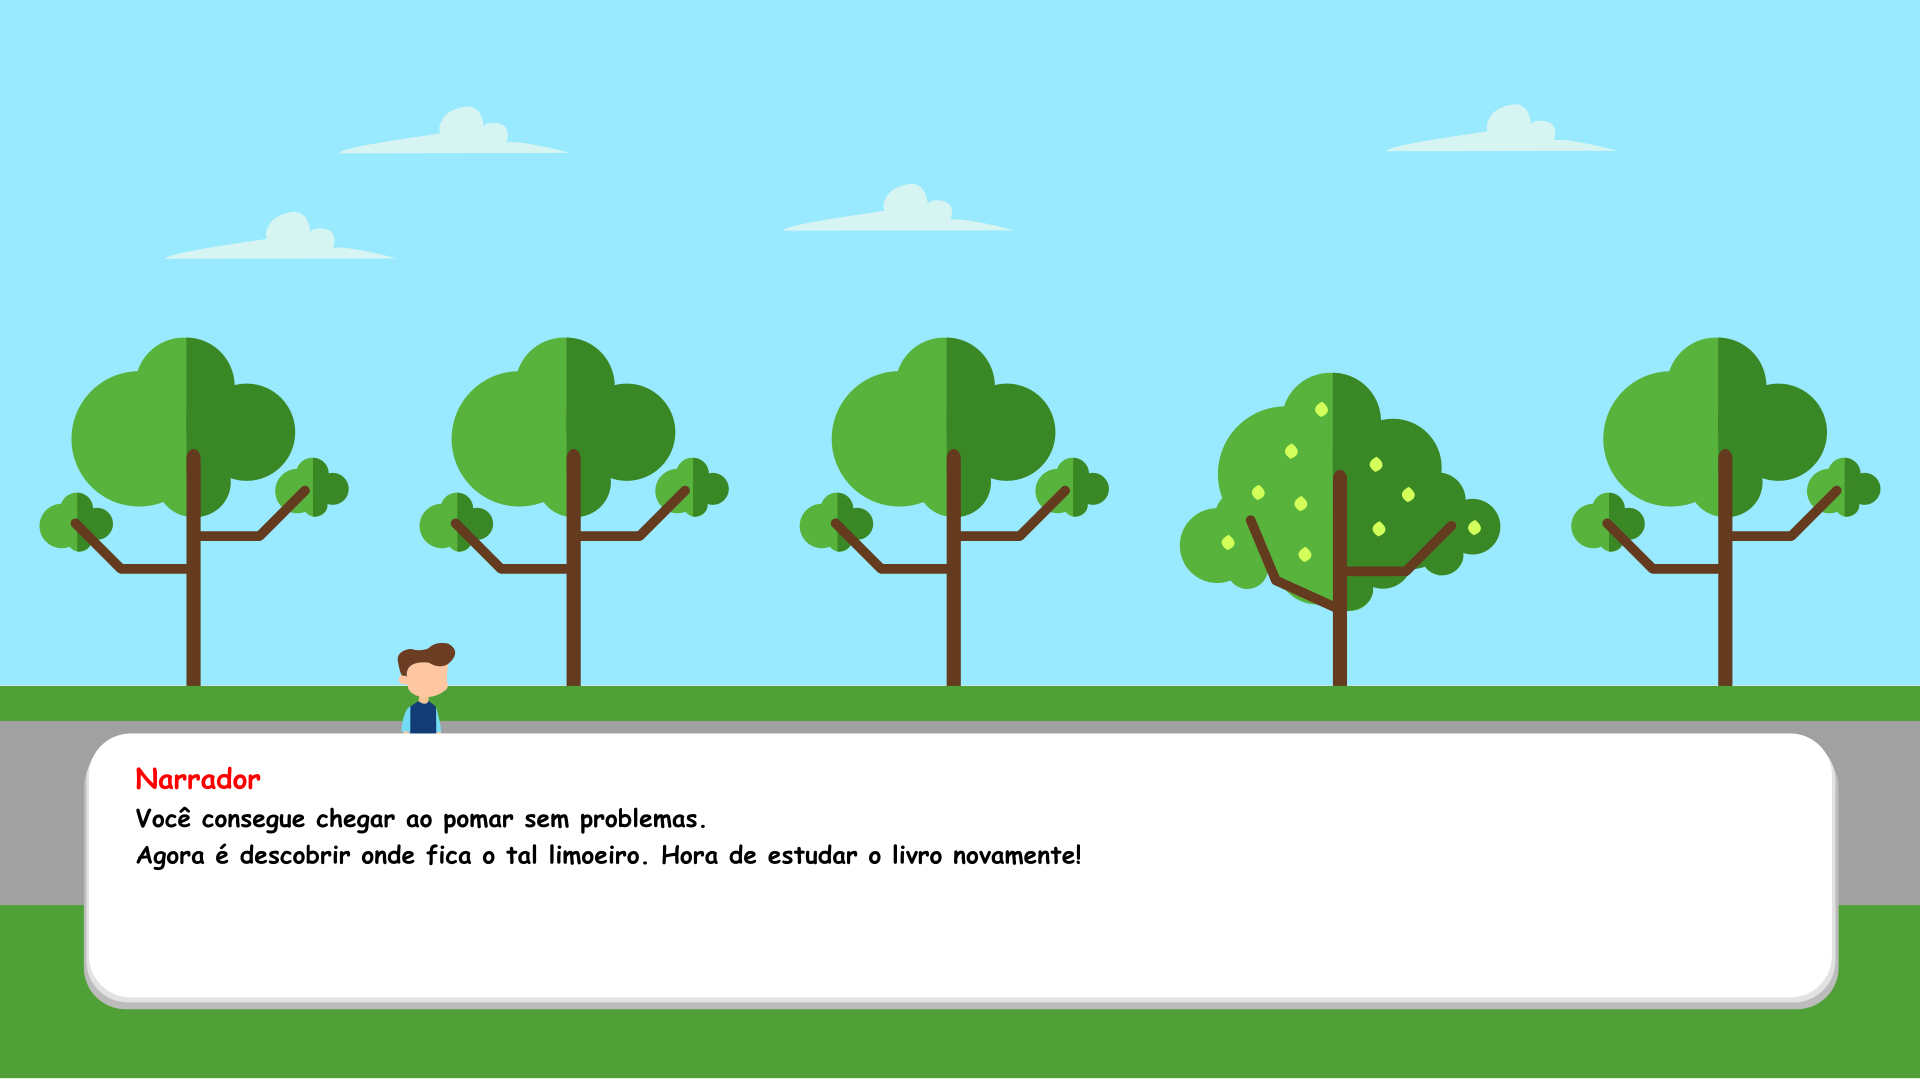 Narrador
Você consegue chegar ao pomar sem problemas.
Agora é descobrir onde fica o tal limoeiro. Hora de estudar o livro novamente!